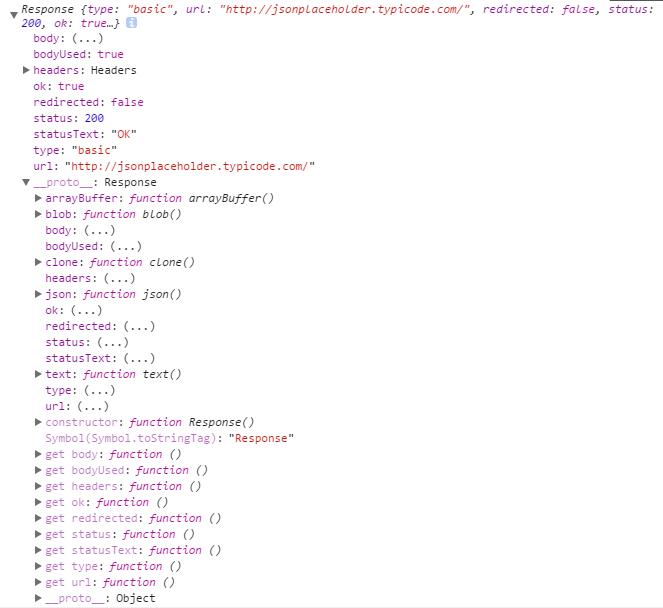 Response {type: "basic", url: "http://jsonplaceholder.typicode.com/", redirected: false, status:
200, ok: true…} i
body: (...)
bodyUsed: true
headers: Headers
ok: true
redirected: false
status: 200
statusText: "OK"
type: "basic"
url: "http://jsonplaceholder.typicode.com/"
__proto__: Response
arrayBuffer: function arrayBuffer()
blob: function blob()
body: (...)
bodyUsed: (...)
clone: function clone()
headers: (...)
json: function json()
ok: (...)
redirected: (...)
status: (...)
statusText: (...)
text: function text()
type: (...)
url: (...)
constructor: function Response()
Symbol(Symbol.toStringTag): "Response"
get body: function ()
get bodyUsed: function ()
get headers: function ()
get ok: function ()
get redirected: function ()
get status: function ()
get statusText: function ()
get type: function ()
get url: function ()
__proto__: Object